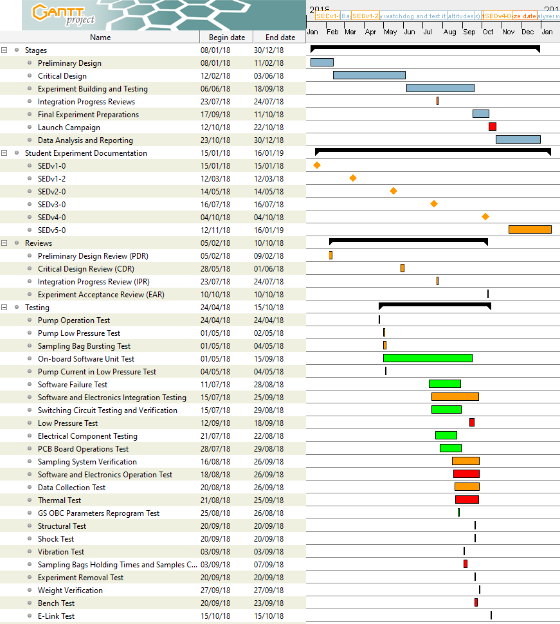 GANTT project
2018 201
SEDv1-0 SEDv1-2
Name Begin date End date Jan Feb Mar Apr May Jun Jul Aug Sep Oct Nov Dec Jan
Stages 08/01/18 30/12/18
Preliminary Design 08/01/18 11/02/18
Critical Design 12/02/18 03/06/18
Experiment Building and Testing 06/06/18 18/09/18
Integration Progress Reviews 23/07/18 24/07/18
Final Experiment Preparations 17/09/18 11/10/18
Launch Campaign 12/10/18 22/10/18
Data Analysis and Reporting 23/10/18 30/12/18
Student Experiment Documentation 15/01/18 16/01/19
SEDv1-0 15/01/18 15/01/18
SEDv1-2 12/03/18 12/03/18
SEDv2-0 14/05/18 14/05/18
SEDv3-0 16/07/18 16/07/18
SEDv4-0 04/10/18 04/10/18
SEDv5-0 12/11/18 16/01/19
Reviews 05/02/18 10/10/18
Preliminary Design Review (PDR) 05/02/18 09/02/18
Critical Design Review (CDR) 28/05/18 01/06/18
Integration Progress Review (IPR) 23/07/18 24/07/18
Experiment Acceptance Review (EAR) 10/10/18 10/10/18
Testing 24/04/18 15/10/18
Pump Operation Test 24/04/18 24/04/18
Pump Low Pressure Test 01/05/18 02/05/18
Sampling Bag Bursting Test 01/05/18 04/05/18
On-board Software Unit Test 01/05/18 15/09/18
Pump Current in Low Pressure Test 04/05/18 04/05/18
Software Failure Test 11/07/18 28/08/18
Software and Electronics Integration Testing 15/07/18 25/09/18
Switching Circuit Testing and Verification 15/07/18 29/08/18
Low Pressure Test 12/09/18 18/09/18
Electrical Component Testing 21/07/18 22/08/18
PCB Board Operations Test 28/07/18 29/08/18
Sampling System Verification 16/08/18 26/09/18
Software and Electronics Operation Test 18/08/18 26/09/18
Data Collection Test 20/08/18 26/09/18
Thermal Test 21/08/18 25/09/18
GS OBC Parameters Reprogram Test 25/08/18 26/08/18
Structural Test 20/09/18 20/09/18
Shock Test 20/09/18 20/09/18
Vibration Test 03/09/18 03/09/18
Sampling Bags Holding Times and Samples C... 03/09/18 07/09/18
Experiment Removal Test 20/09/18 20/09/18
Weight Verification 27/09/18 27/09/18
Bench Test 20/09/18 23/09/18
E-Link Test 15/10/18 15/10/18